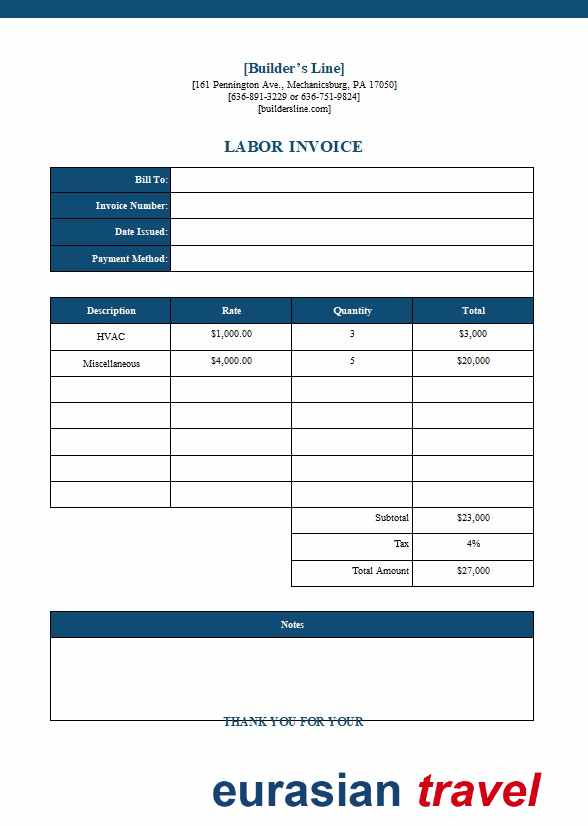 [Builder's Line]
[161 Pennington Ave., Mechanicsburg, PA 17050]
[636-891-3229 or 636-751-9824]
[buildersline.com]
LABOR INVOICE
Bill To:
Invoice Number:
Date Issued:
Payment Method:
Description Rate Quantity Total
HVAC $1,000.00 3 $3,000
Miscellaneous $4,000.00 5 $20,000
Subtotal $23,000
Tax 4%
Total Amount $27,000
Notes
THANK YOU FOR YOUR
eurasian travel